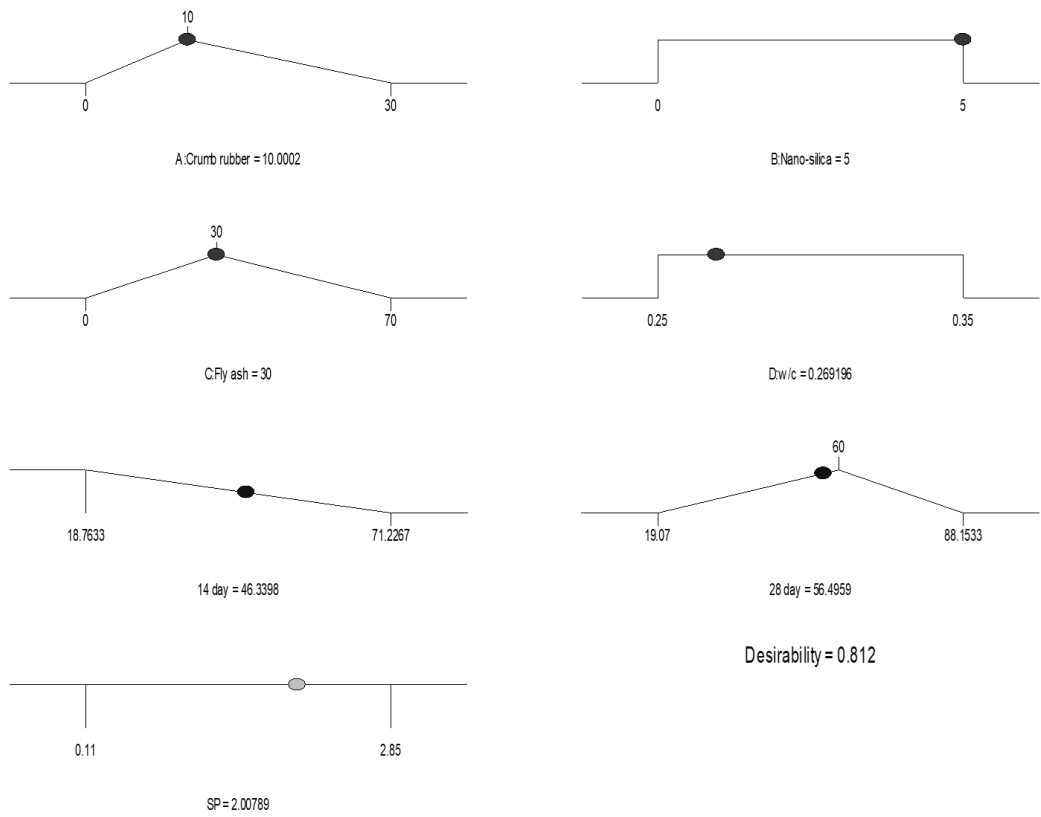 10
0 30
0 5
A:Crumb rubber = 10.0002
B:Nano-silica = 5
30
0 70
0.25 0.35
C:Fly ash = 30
D:w/c = 0.269196
60
18.7633 71.2267
19.07 88.1533
14 day = 46.3398
28 day = 56.4959
Desirability = 0.812
0.11 2.85
SP = 2.00789